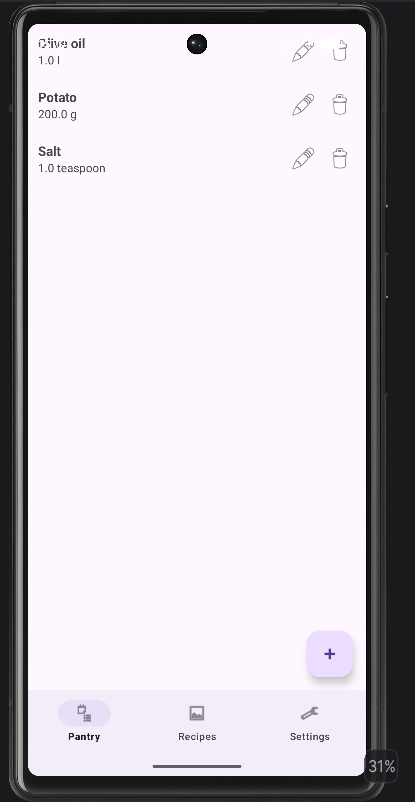 Olive oil
1.0 l
Potato
200.0 g
Salt
1.0 teaspoon
+
Pantry
Recipes
Settings
31%